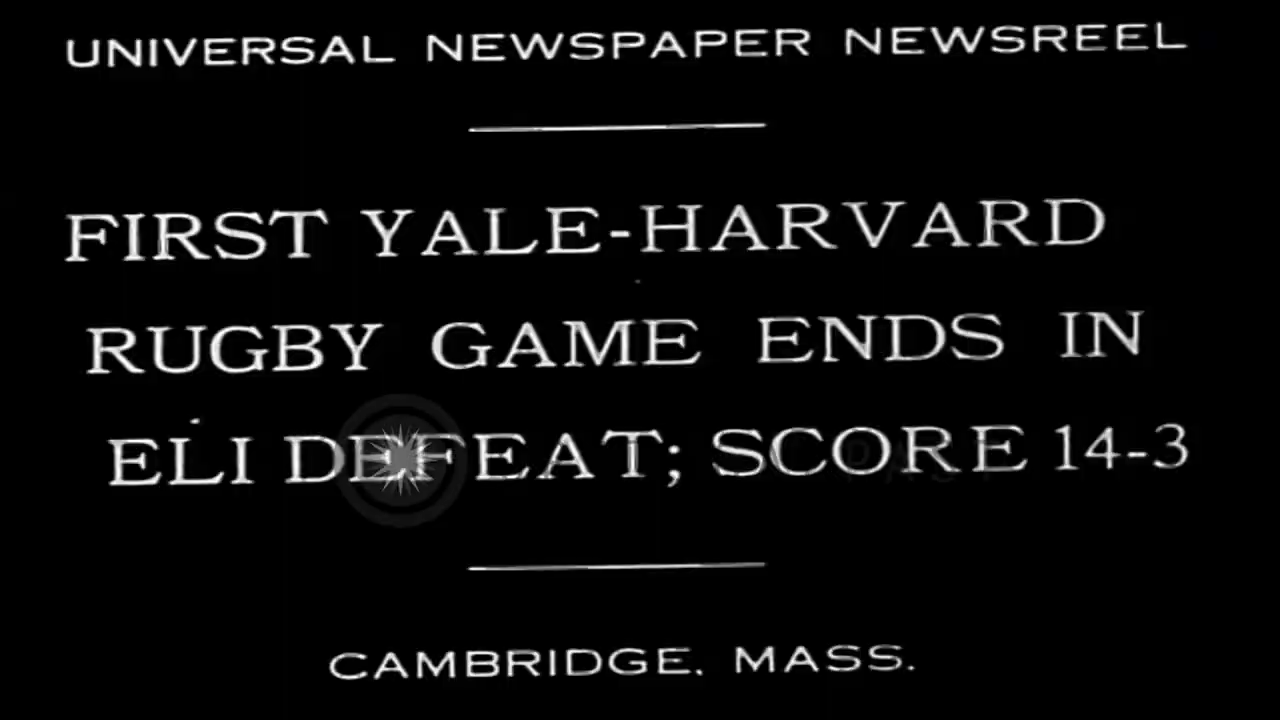 UNIVERSAL NEWSPAPER NEWSREEL
FIRST YALE-HARVARD
RUGBY GAME ENDS IN
ELI DEFEAT; SCORE 14-3
CAMBRIDGE, MASS.